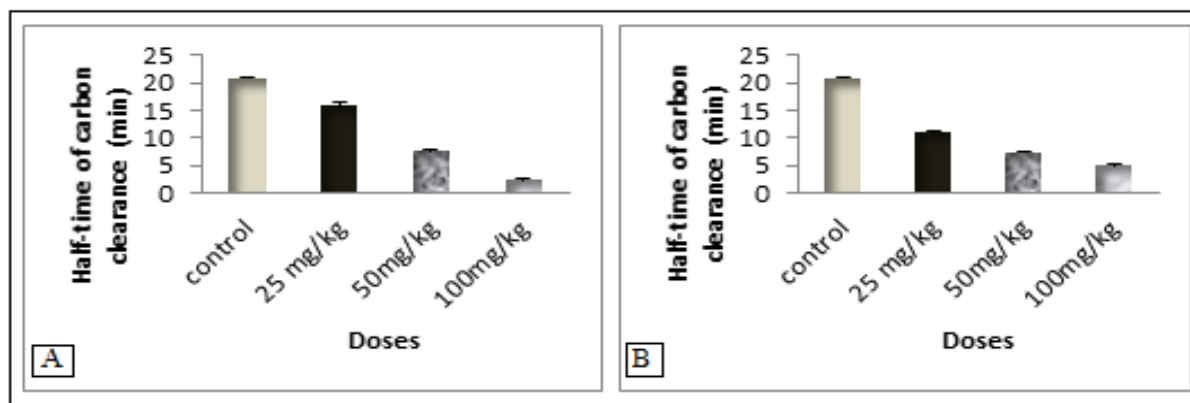 Half-time of carbon
clearance (min)
25
20
15
10
5
0
control
25 mg/kg
50mg/kg
100mg/kg
Doses
A
Half-time of carbon
clearance (min)
25
20
15
10
5
0
control
25 mg/kg
50mg/kg
100mg/kg
Doses
B